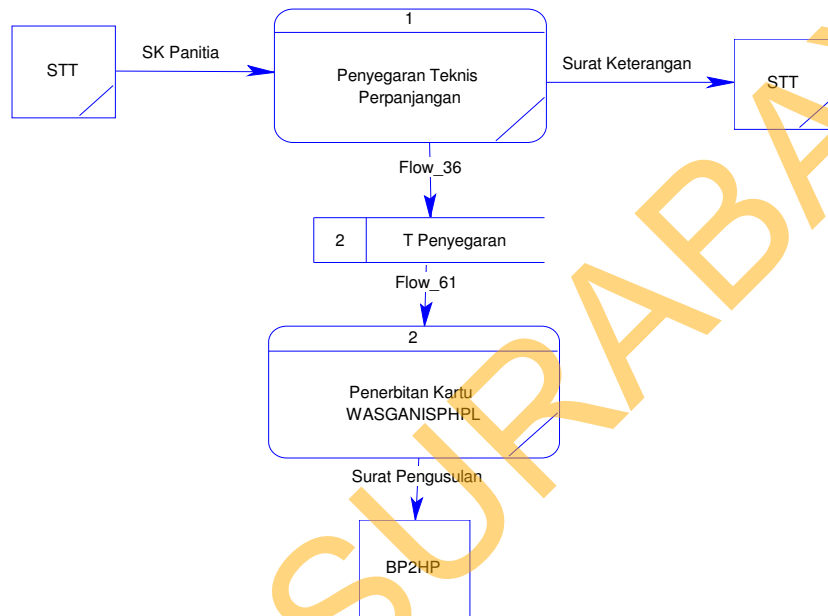 1
STT
SK Panitia
Penyegaran Teknis
Perpanjangan
Surat Keterangan
STT
Flow_36
2
T Penyegaran
Flow_61
2
Penerbitan Kartu
WASGANISPHPL
Surat Pengusulan
BP2HP
SURABA